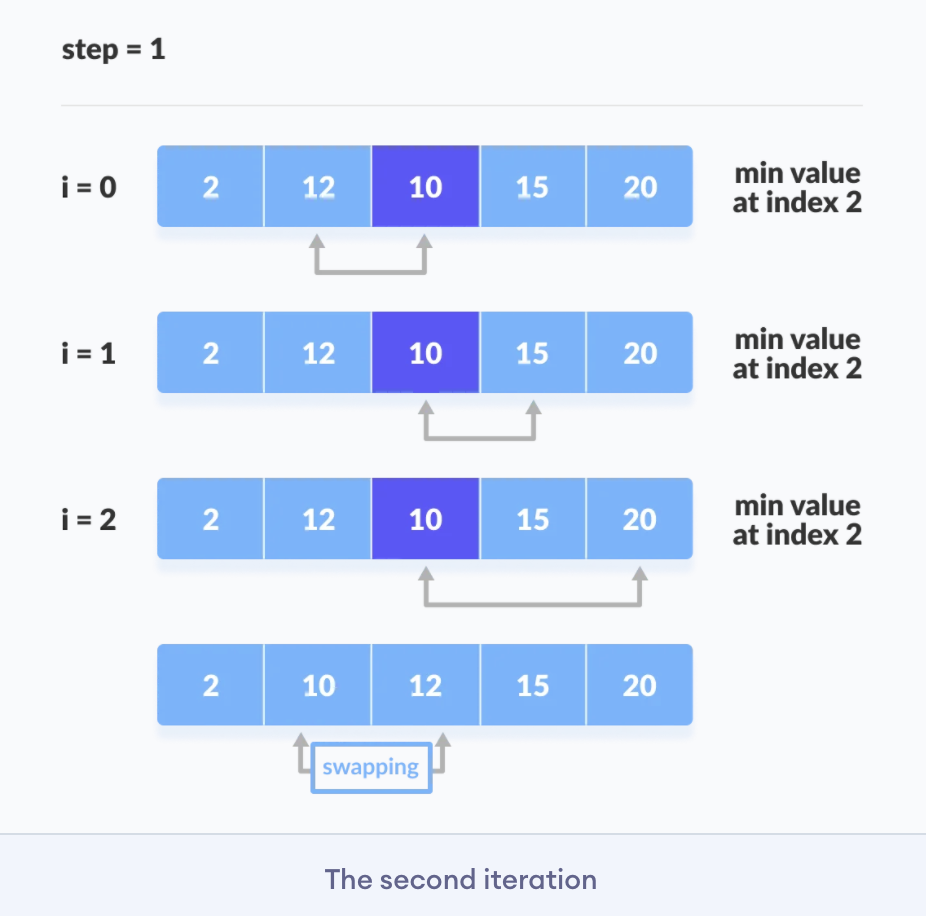 step = 1
i = 0
2 12 10 15 20
min value
at index 2
i = 1
2 12 10 15 20
min value
at index 2
i = 2
2 12 10 15 20
min value
at index 2
2 10 12 15 20
swapping
The second iteration